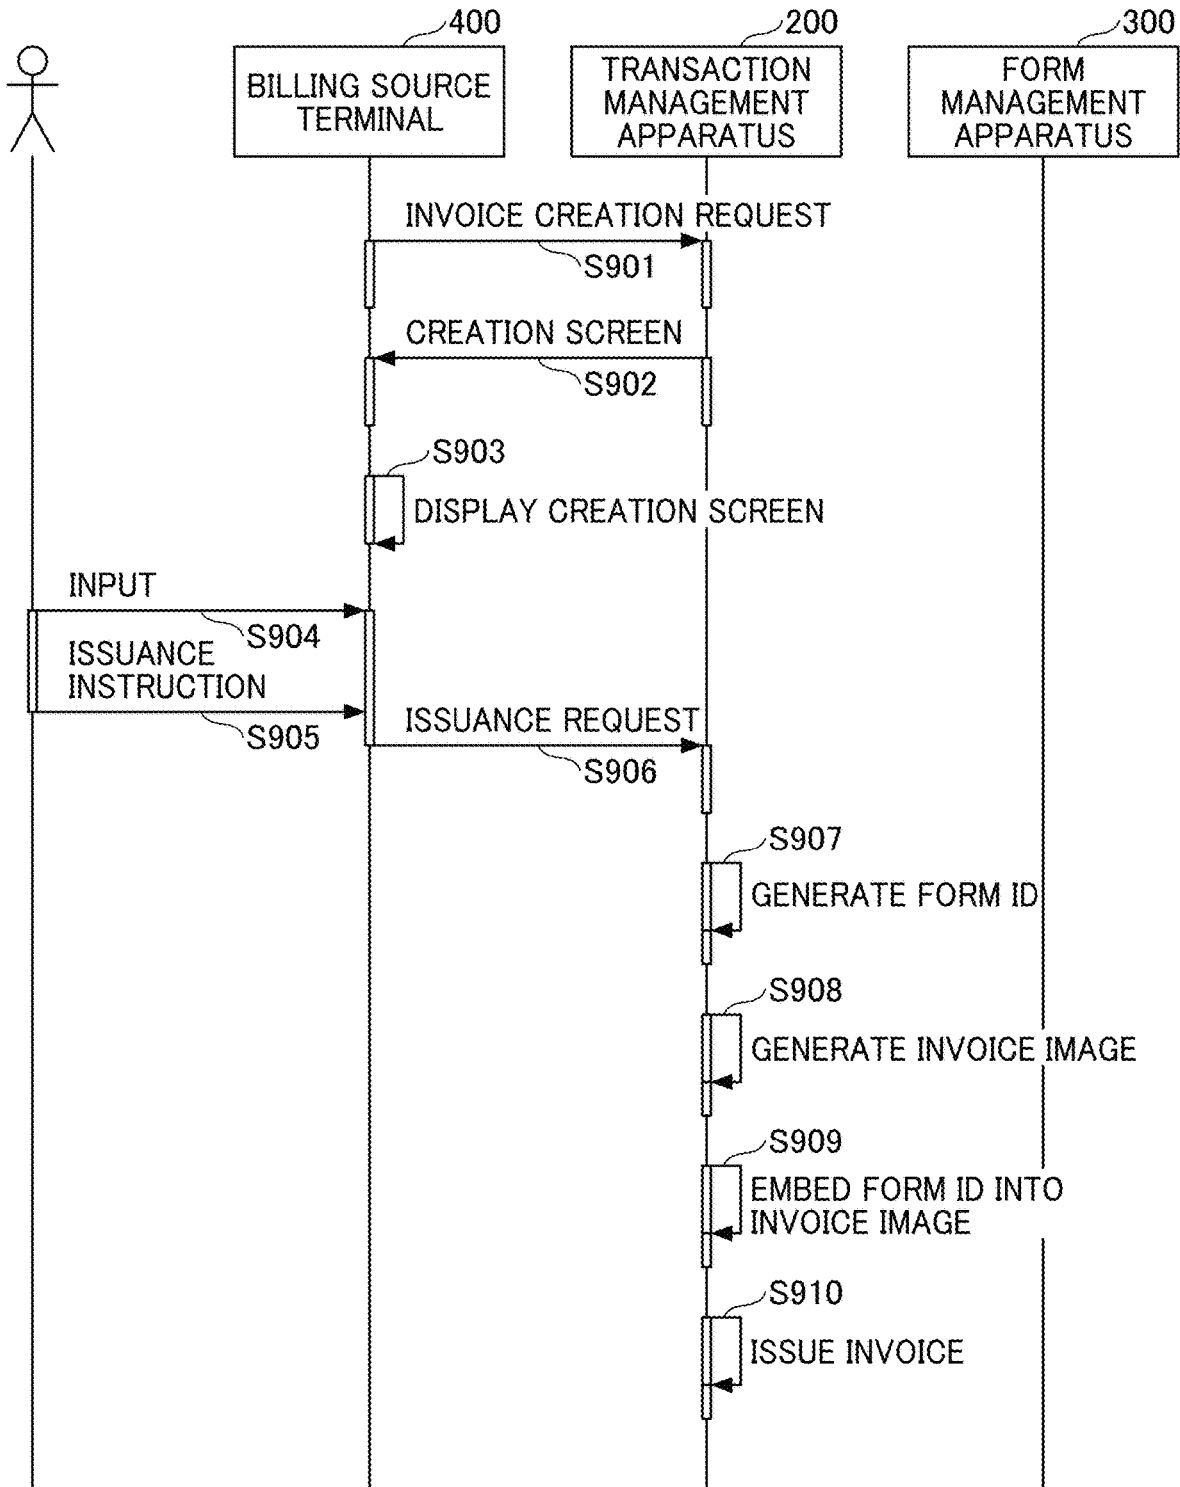 400
200
300
BILLING SOURCE
TERMINAL
TRANSACTION
MANAGEMENT
APPARATUS
FORM
MANAGEMENT
APPARATUS
INVOICE CREATION REQUEST
S901
CREATION SCREEN
S902
S903
DISPLAY CREATION SCREEN
INPUT
S904
ISSUANCE
INSTRUCTION
S905
ISSUANCE REQUEST
S906
S907
GENERATE FORM ID
S908
GENERATE INVOICE IMAGE
S909
EMBED FORM ID INTO
INVOICE IMAGE
S910
ISSUE INVOICE